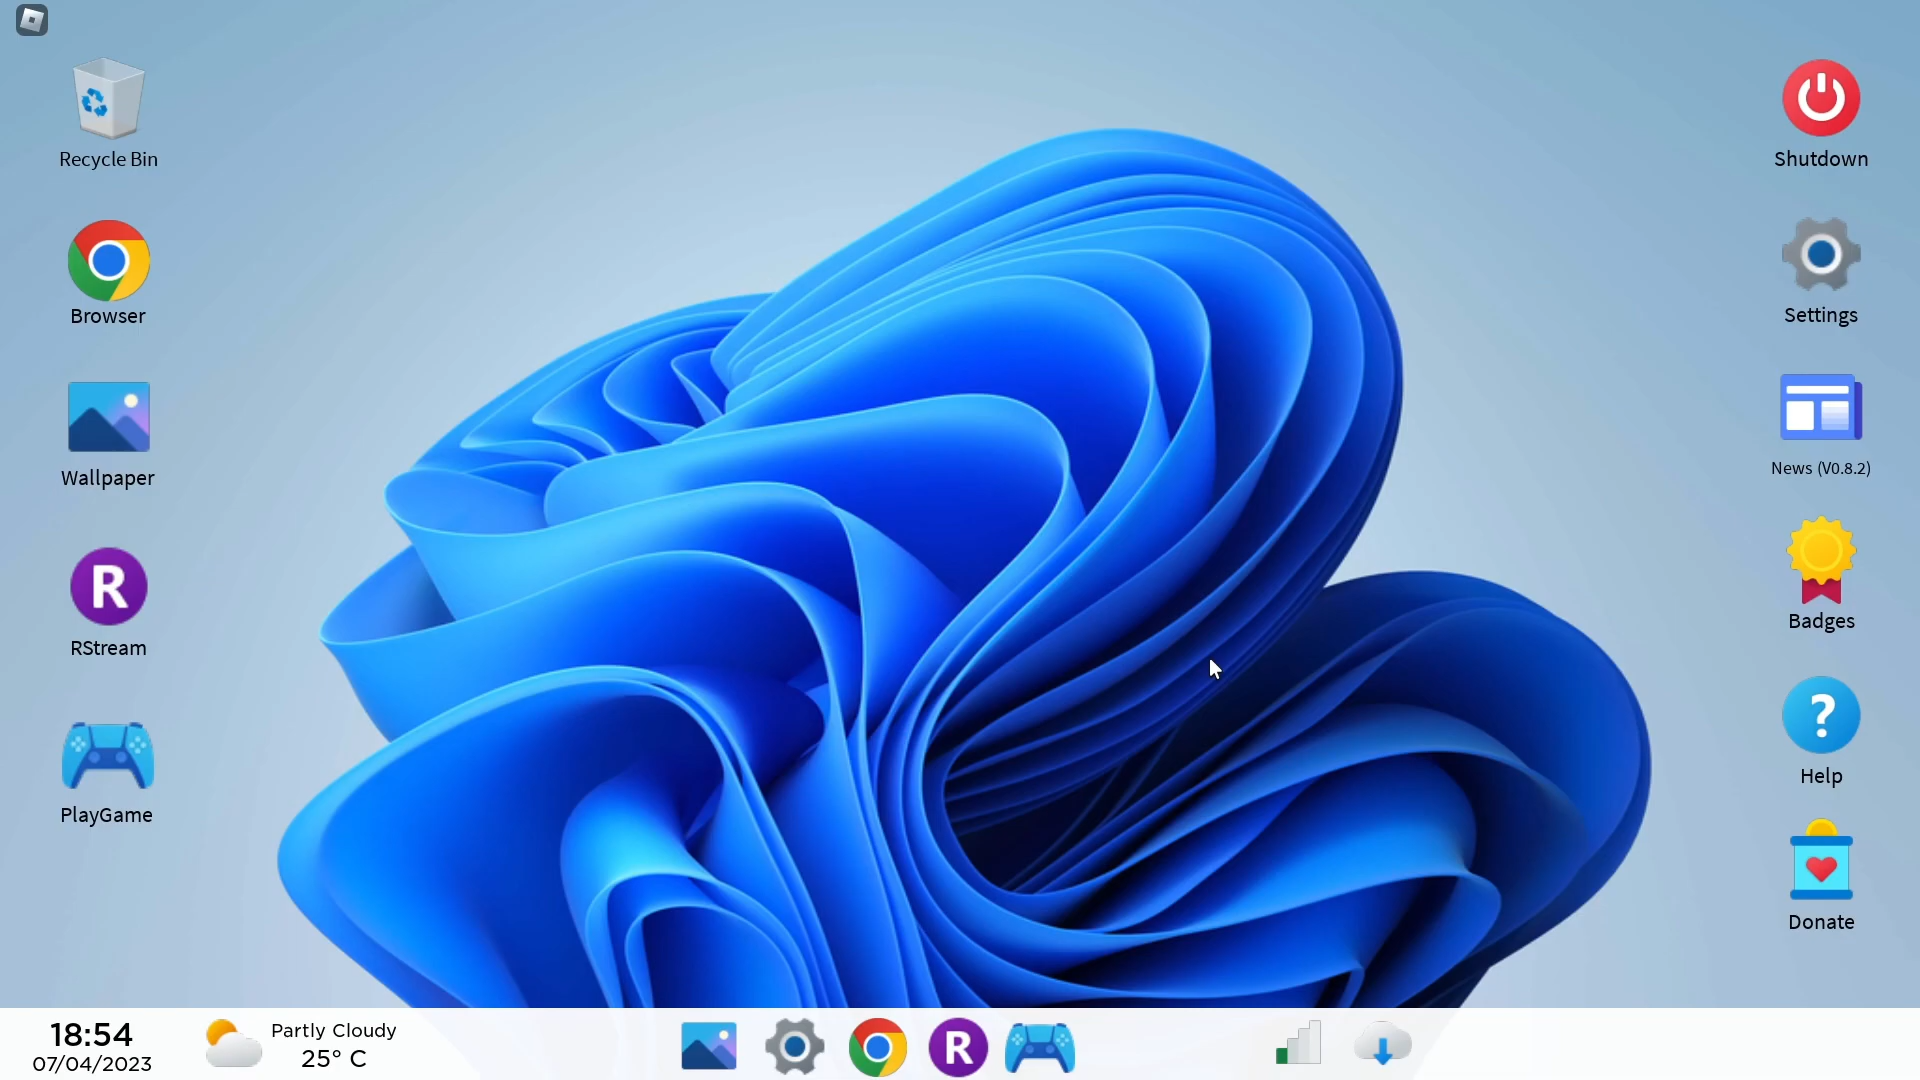 Recycle Bin
Browser
Wallpaper
R
RStream
PlayGame
Shutdown
Settings
News (V0.8.2)
Badges
?
Help
Donate
18:54
07/04/2023
Partly Cloudy
25° C
R